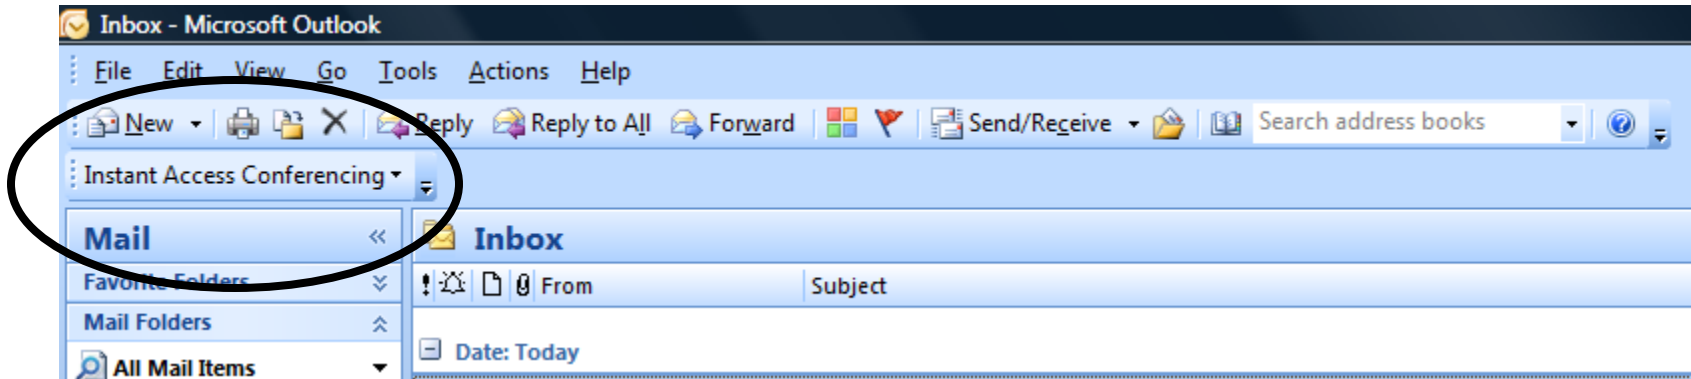 Inbox - Microsoft Outlook
File Edit View Go Tools Actions Help
New Reply Reply to All Forward Send/Receive Search address books
Instant Access Conferencing
Mail Inbox
Favorite Folders ! From Subject
Mail Folders
Date: Today
All Mail Items